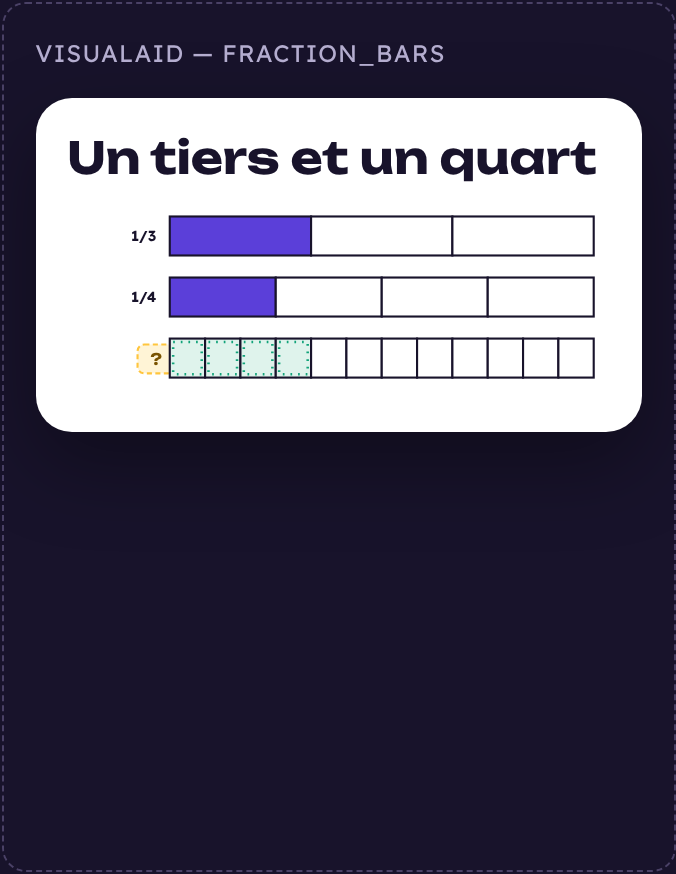 VISUALAID — FRACTION_BARS
Un tiers et un quart
1/3
1/4
?